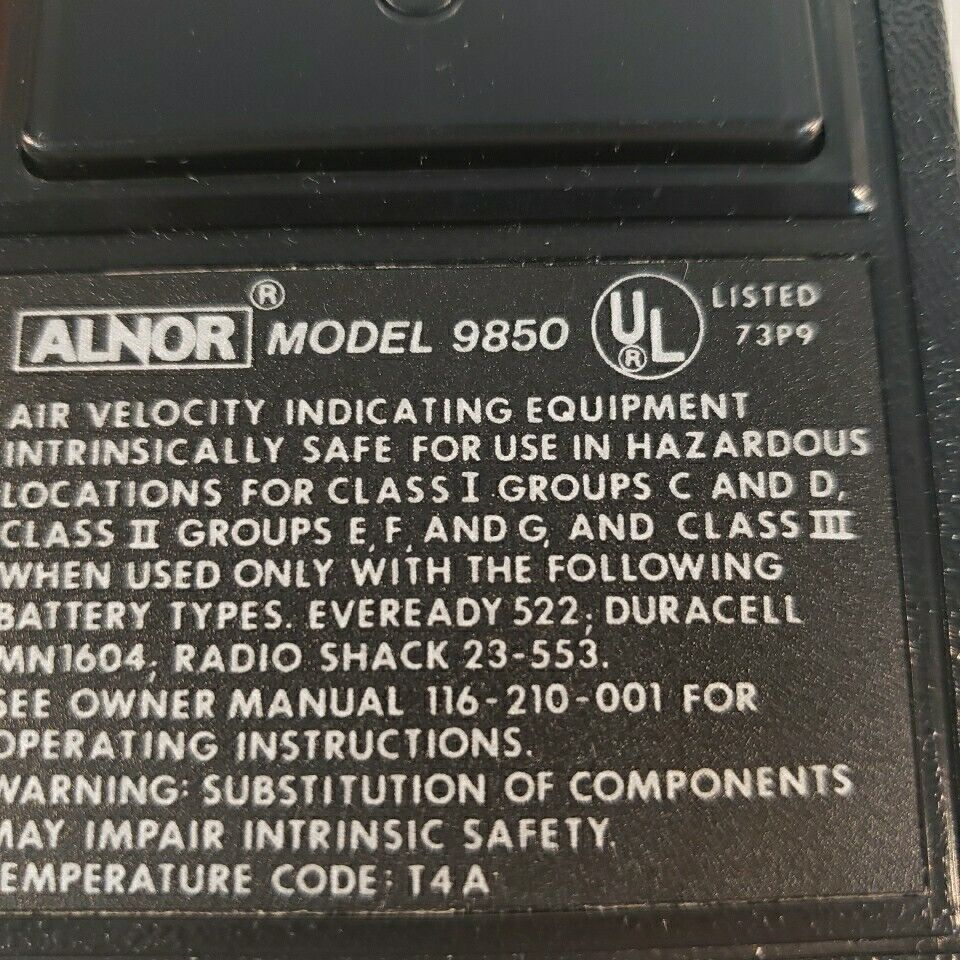 ALNOR® MODEL 9850 UL® LISTED
73P9
AIR VELOCITY INDICATING EQUIPMENT
INTRINSICALLY SAFE FOR USE IN HAZARDOUS
LOCATIONS FOR CLASS I GROUPS C AND D,
CLASS II GROUPS E, F, AND G, AND CLASS III
WHEN USED ONLY WITH THE FOLLOWING
BATTERY TYPES. EVEREADY 522; DURACELL
MN1604; RADIO SHACK 23-553.
SEE OWNER MANUAL 116-210-001 FOR
OPERATING INSTRUCTIONS.
WARNING: SUBSTITUTION OF COMPONENTS
MAY IMPAIR INTRINSIC SAFETY.
TEMPERATURE CODE: T4A